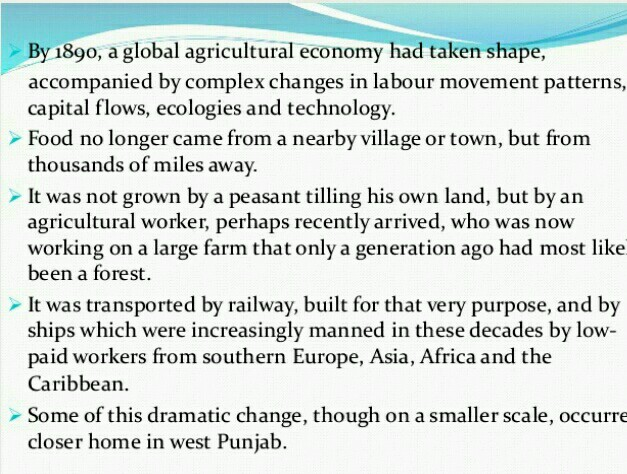 By 1890, a global agricultural economy had taken shape,
accompanied by complex changes in labour movement patterns,
capital flows, ecologies and technology.
Food no longer came from a nearby village or town, but from
thousands of miles away.
It was not grown by a peasant tilling his own land, but by an
agricultural worker, perhaps recently arrived, who was now
working on a large farm that only a generation ago had most like
been a forest.
It was transported by railway, built for that very purpose, and by
ships which were increasingly manned in these decades by low-
paid workers from southern Europe, Asia, Africa and the
Caribbean.
Some of this dramatic change, though on a smaller scale, occurre
closer home in west Punjab.